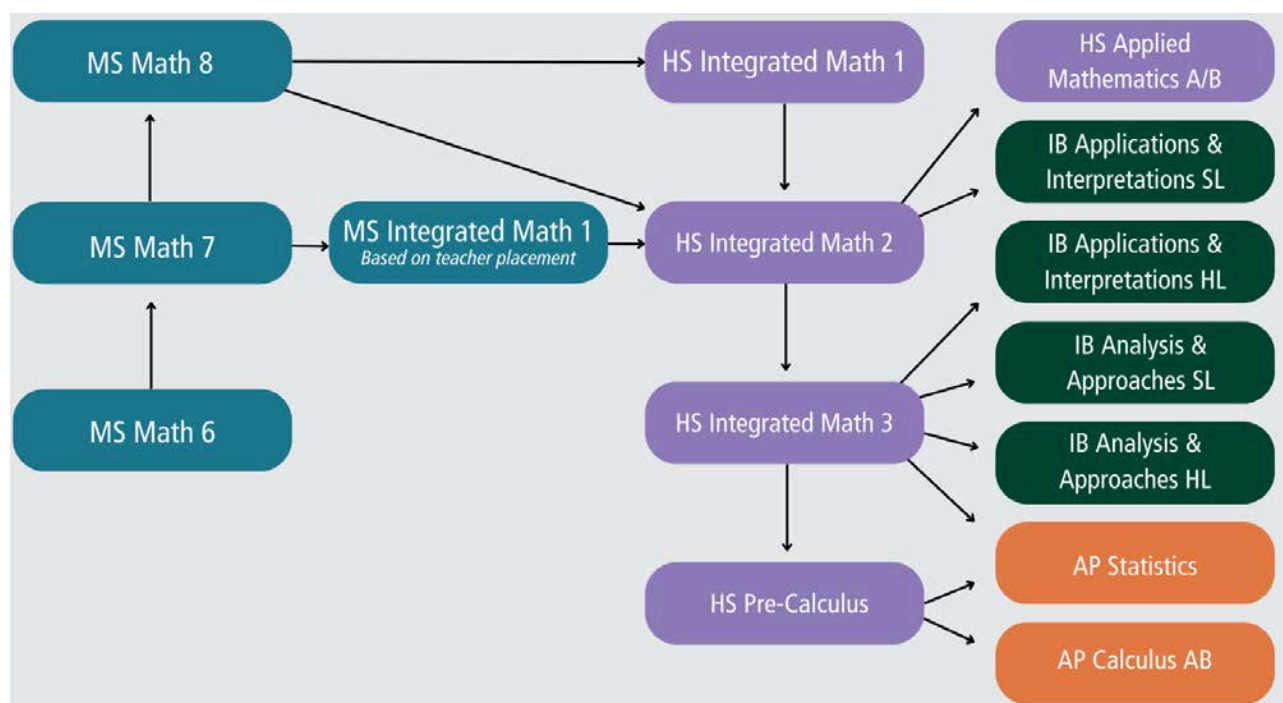 MS Math 8
MS Math 7
MS Math 6
MS Integrated Math 1
Based on teacher placement
HS Integrated Math 1
HS Integrated Math 2
HS Integrated Math 3
HS Pre-Calculus
HS Applied
Mathematics A/B
IB Applications &
Interpretations SL
IB Applications &
Interpretations HL
IB Analysis &
Approaches SL
IB Analysis &
Approaches HL
AP Statistics
AP Calculus AB